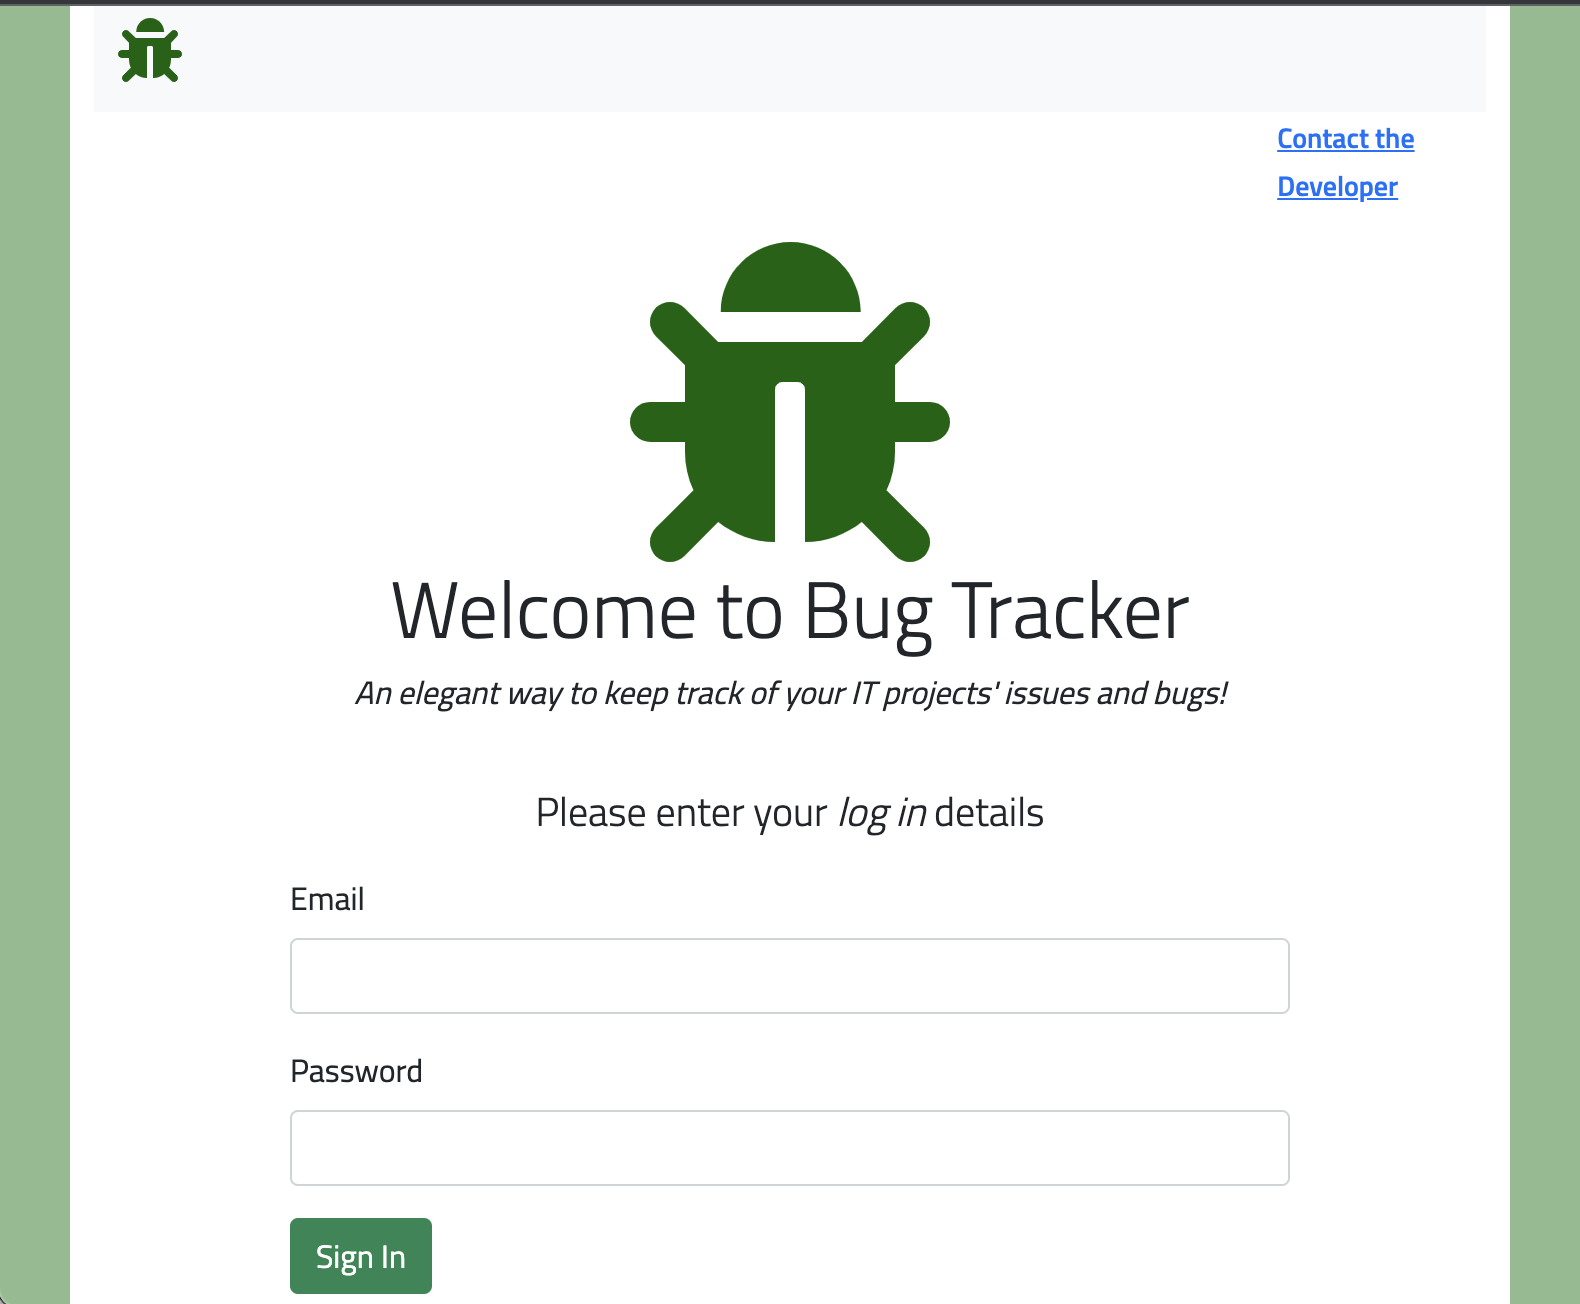 Contact the
Developer
Welcome to Bug Tracker
An elegant way to keep track of your IT projects' issues and bugs!
Please enter your log in details
Email
Password
Sign In